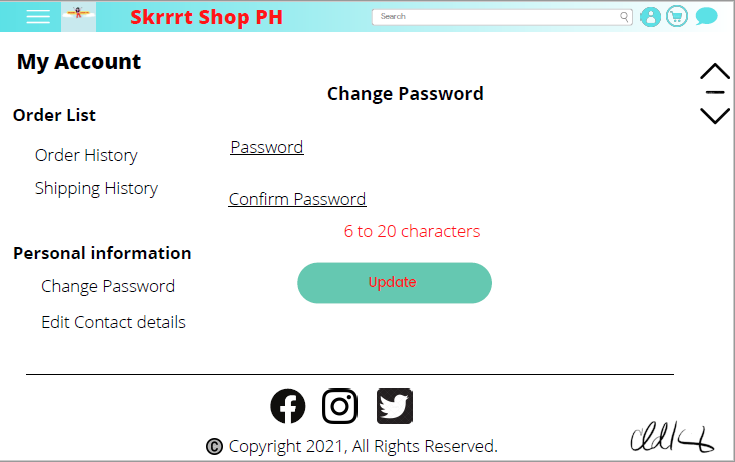 Skrrrt Shop PH
Search
My Account
Change Password
Order List
Order History
Shipping History
Password
Confirm Password
6 to 20 characters
Personal information
Change Password
Edit Contact details
Update
© Copyright 2021, All Rights Reserved.